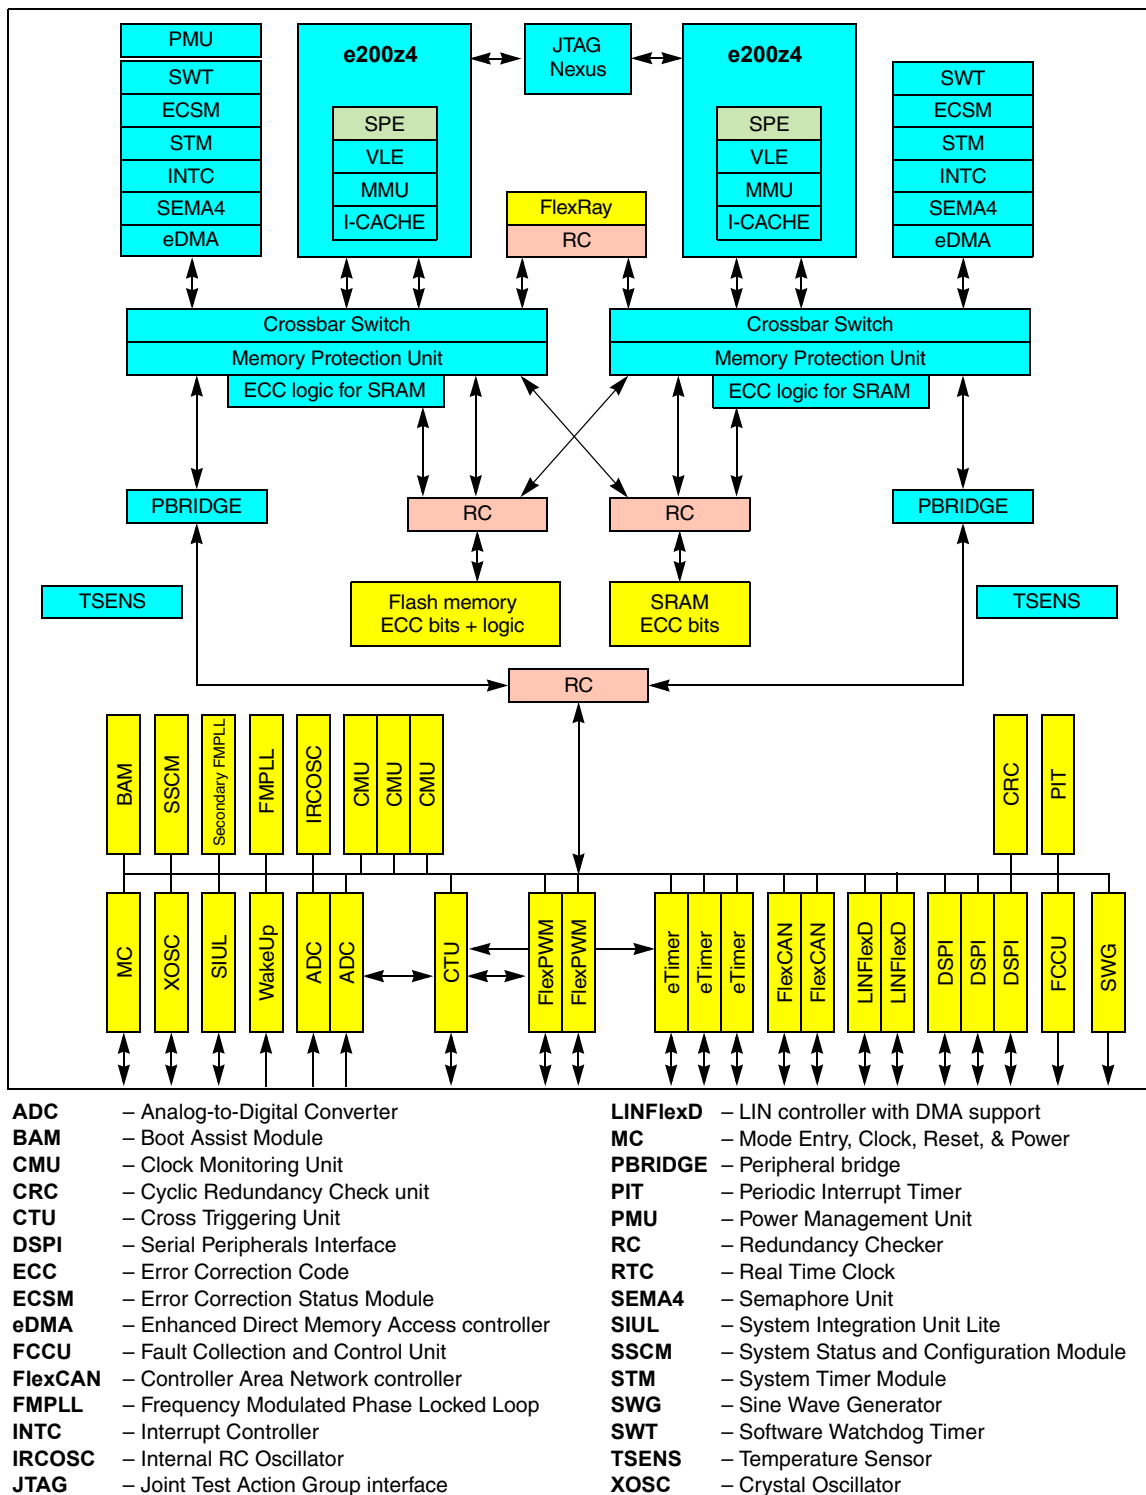 PMU
SWT
ECSM
STM
INTC
SEMA4
eDMA
e200z4
SPE
VLE
MMU
I-CACHE
JTAG
Nexus
FlexRay
RC
e200z4
SPE
VLE
MMU
I-CACHE
SWT
ECSM
STM
INTC
SEMA4
eDMA
Crossbar Switch
Memory Protection Unit
ECC logic for SRAM
Crossbar Switch
Memory Protection Unit
ECC logic for SRAM
PBRIDGE
RC
RC
PBRIDGE
TSENS
Flash memory
ECC bits + logic
SRAM
ECC bits
TSENS
RC
BAM
SSCM
Secondary FMPLL
FMPLL
IRCOSC
CMU
CMU
CMU
CRC
PIT
MC
XOSC
SIUL
WakeUp
ADC
ADC
CTU
FlexPWM
FlexPWM
eTimer
eTimer
eTimer
FlexCAN
FlexCAN
LINFlexD
LINFlexD
DSPI
DSPI
DSPI
FCCU
SWG
ADC – Analog-to-Digital Converter
BAM – Boot Assist Module
CMU – Clock Monitoring Unit
CRC – Cyclic Redundancy Check unit
CTU – Cross Triggering Unit
DSPI – Serial Peripherals Interface
ECC – Error Correction Code
ECSM – Error Correction Status Module
eDMA – Enhanced Direct Memory Access controller
FCCU – Fault Collection and Control Unit
FlexCAN – Controller Area Network controller
FMPLL – Frequency Modulated Phase Locked Loop
INTC – Interrupt Controller
IRCOSC – Internal RC Oscillator
JTAG – Joint Test Action Group interface
LINFlexD – LIN controller with DMA support
MC – Mode Entry, Clock, Reset, & Power
PBRIDGE – Peripheral bridge
PIT – Periodic Interrupt Timer
PMU – Power Management Unit
RC – Redundancy Checker
RTC – Real Time Clock
SEMA4 – Semaphore Unit
SIUL – System Integration Unit Lite
SSCM – System Status and Configuration Module
STM – System Timer Module
SWG – Sine Wave Generator
SWT – Software Watchdog Timer
TSENS – Temperature Sensor
XOSC – Crystal Oscillator